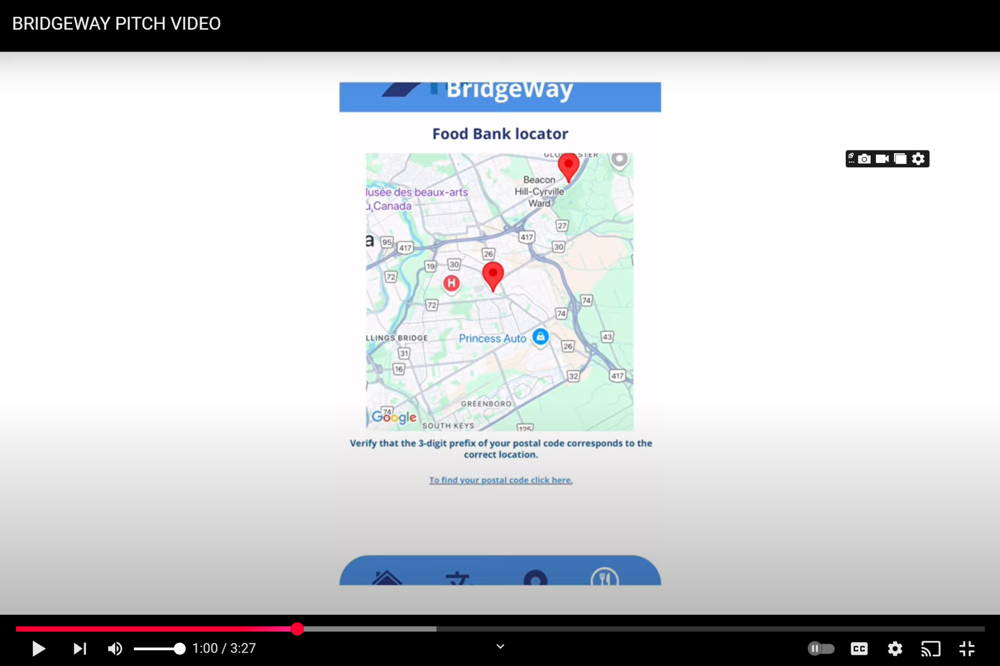 BRIDGEWAY PITCH VIDEO
BridgeWay
Food Bank locator
Beacon
Hill-Cyrville
Ward
lusée des beaux-arts
u Canada
27
417
30
a
95
417
26
19
30
72
H
72
74
74
LLINGS BRIDGE
Princess Auto
43
26
31
16
32
417
GREENBORO
74
Google
SOUTH KEYS
125
Verify that the 3-digit prefix of your postal code corresponds to the
correct location.
To find your postal code click here.
1:00 / 3:27
CC